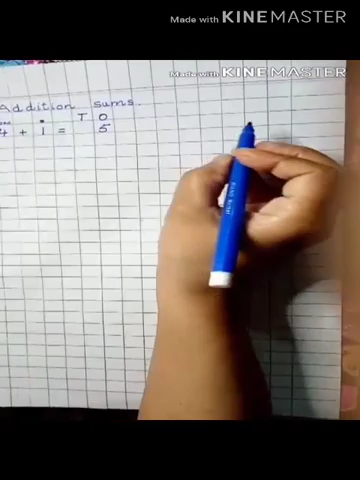 Made with KINEMASTER
Made with KINEMASTER
Addition sums.
T O
4 + 1 = 5